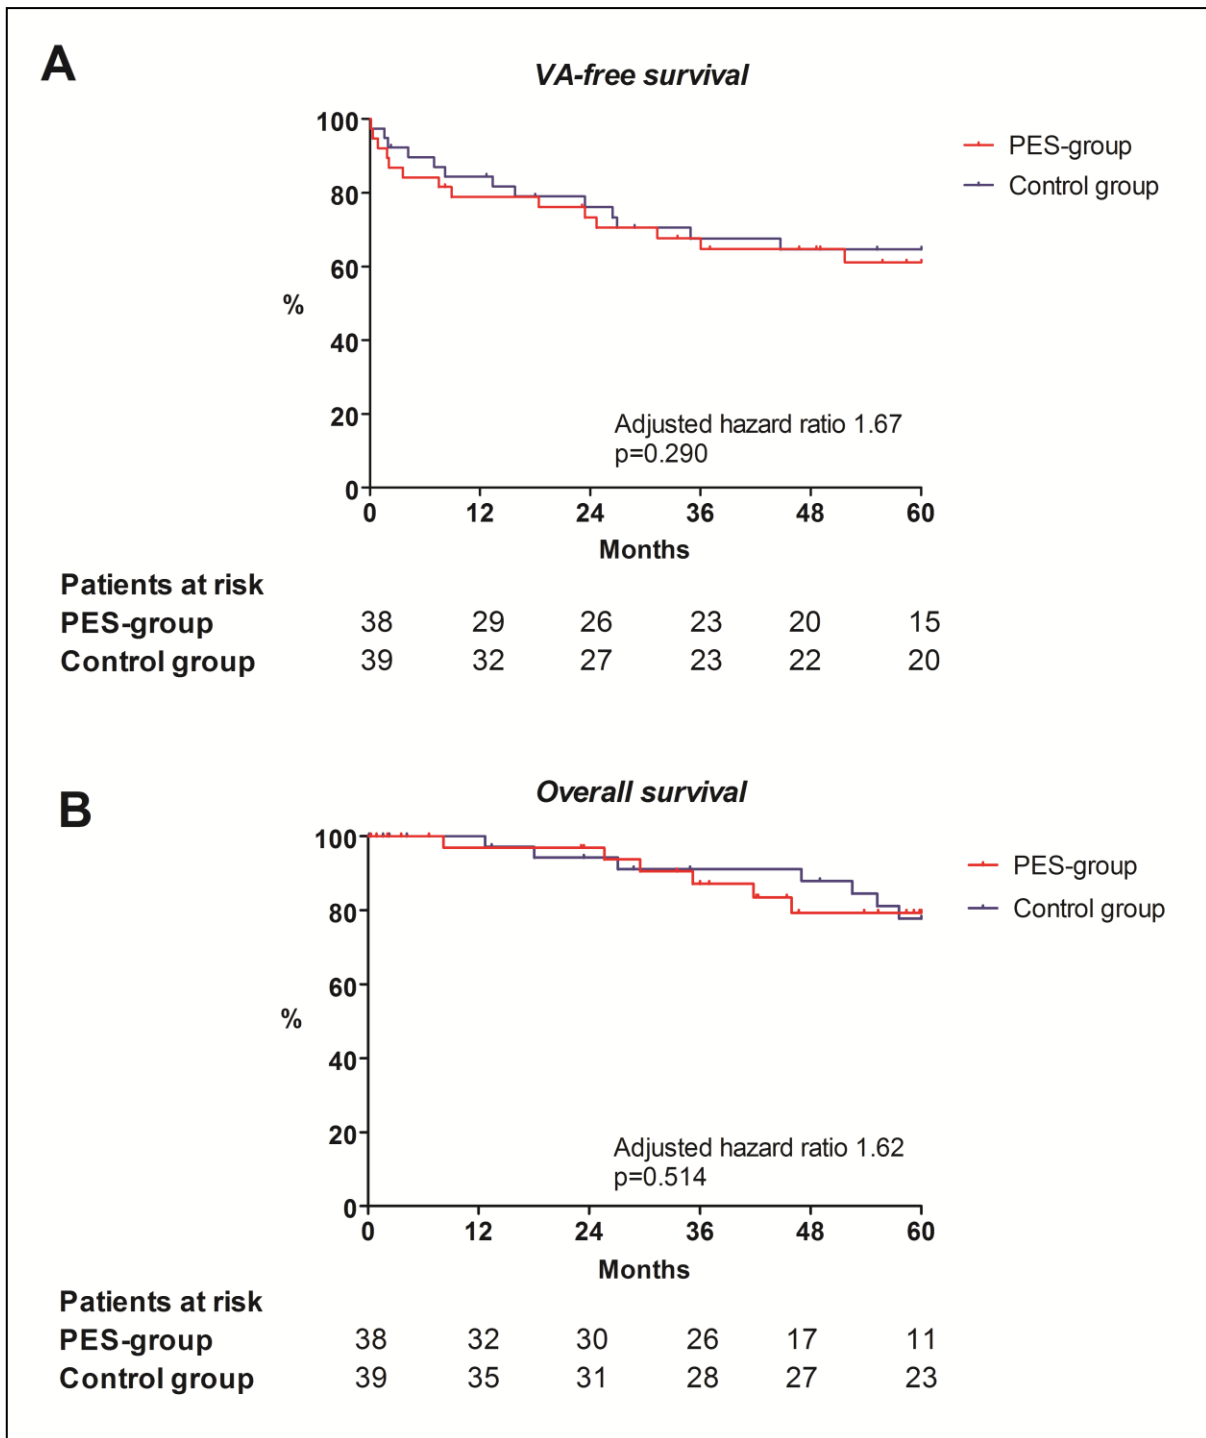 A
VA-free survival
100
80
60
%
40
20
0
PES-group
Control group
Adjusted hazard ratio 1.67
p=0.290
0 12 24 36 48 60
Months
Patients at risk
PES-group 38 29 26 23 20 15
Control group 39 32 27 23 22 20
B
Overall survival
100
80
60
%
40
20
0
PES-group
Control group
Adjusted hazard ratio 1.62
p=0.514
0 12 24 36 48 60
Months
Patients at risk
PES-group 38 32 30 26 17 11
Control group 39 35 31 28 27 23